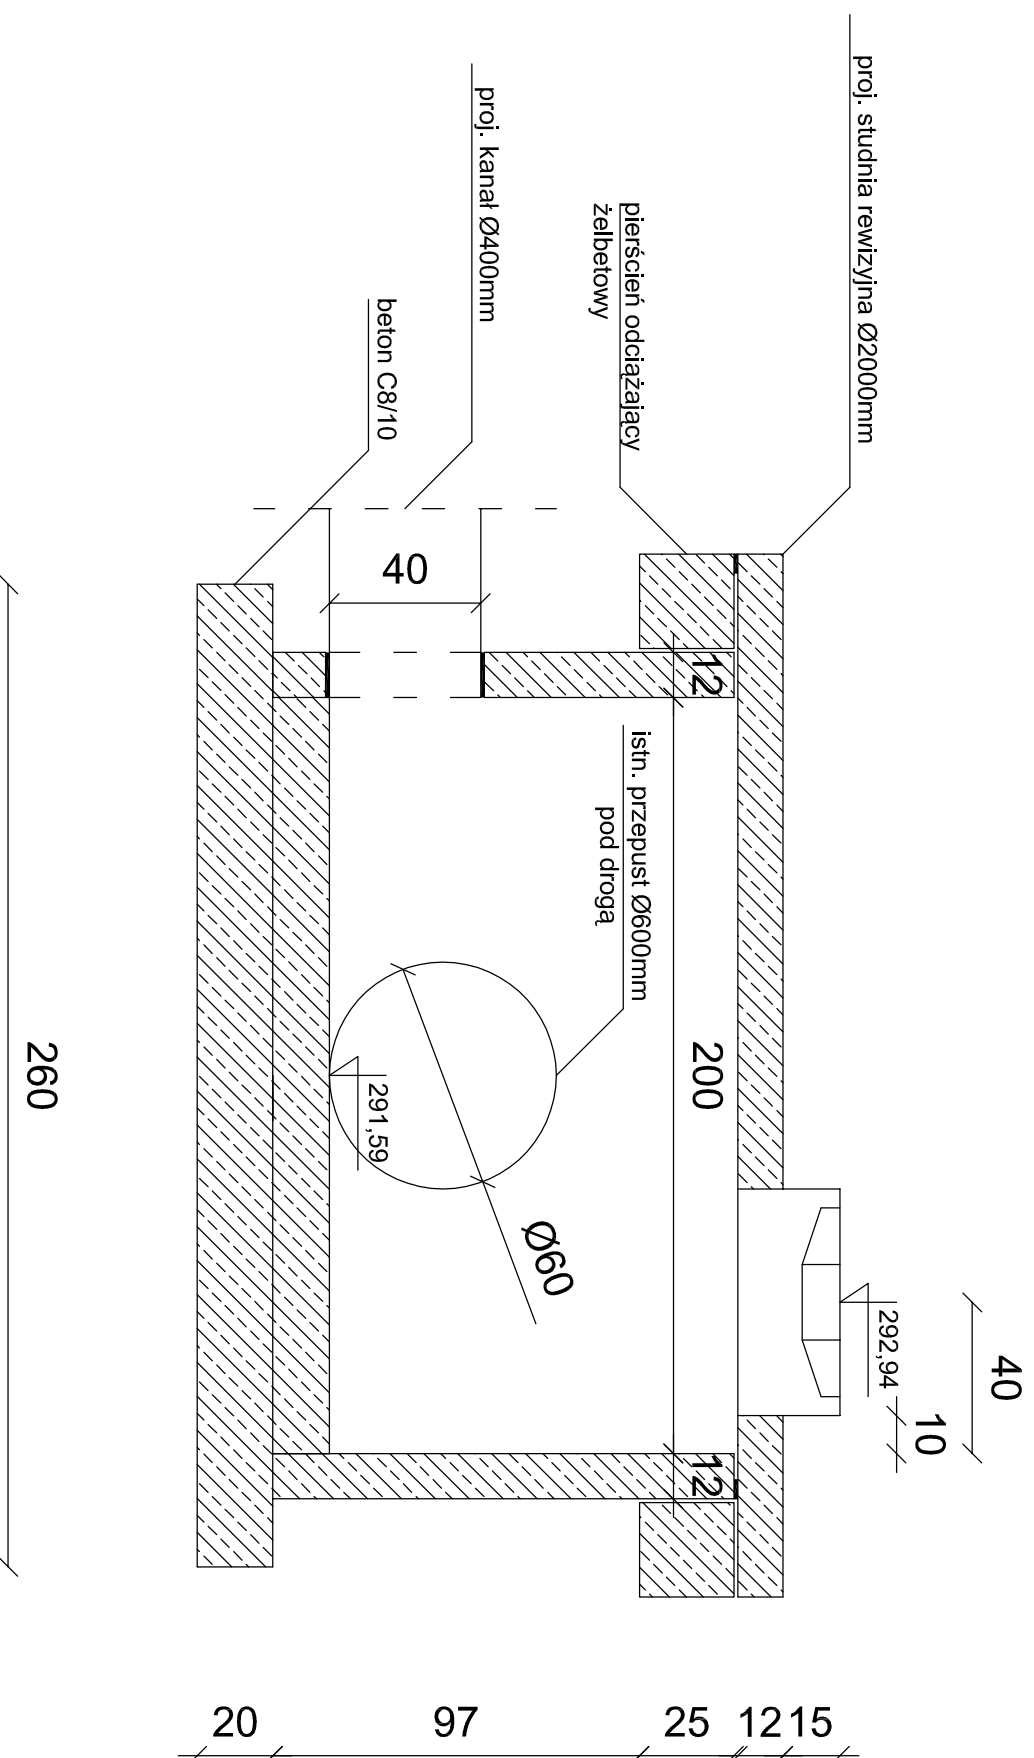 proj. studnia rewizyjna Ø2000mm
pierścień odciążający
żelbetowy
proj. kanał Ø400mm
beton C8/10
40
12
istn. przepust Ø600mm
pod drogą
200
291,59
Ø60
292,94
40
10
12
260
20
97
25
12
15